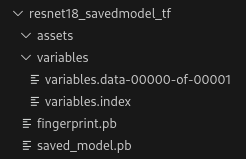 resnet18_savedmodel_tf
assets
variables
variables.data-00000-of-00001
variables.index
fingerprint.pb
saved_model.pb